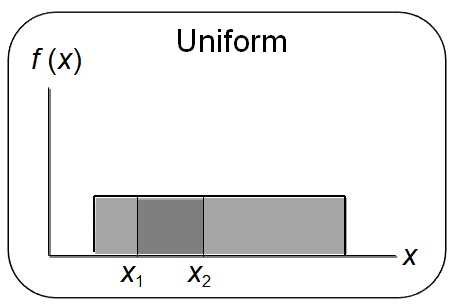 Uniform
f (x)
x
x₁ x₂